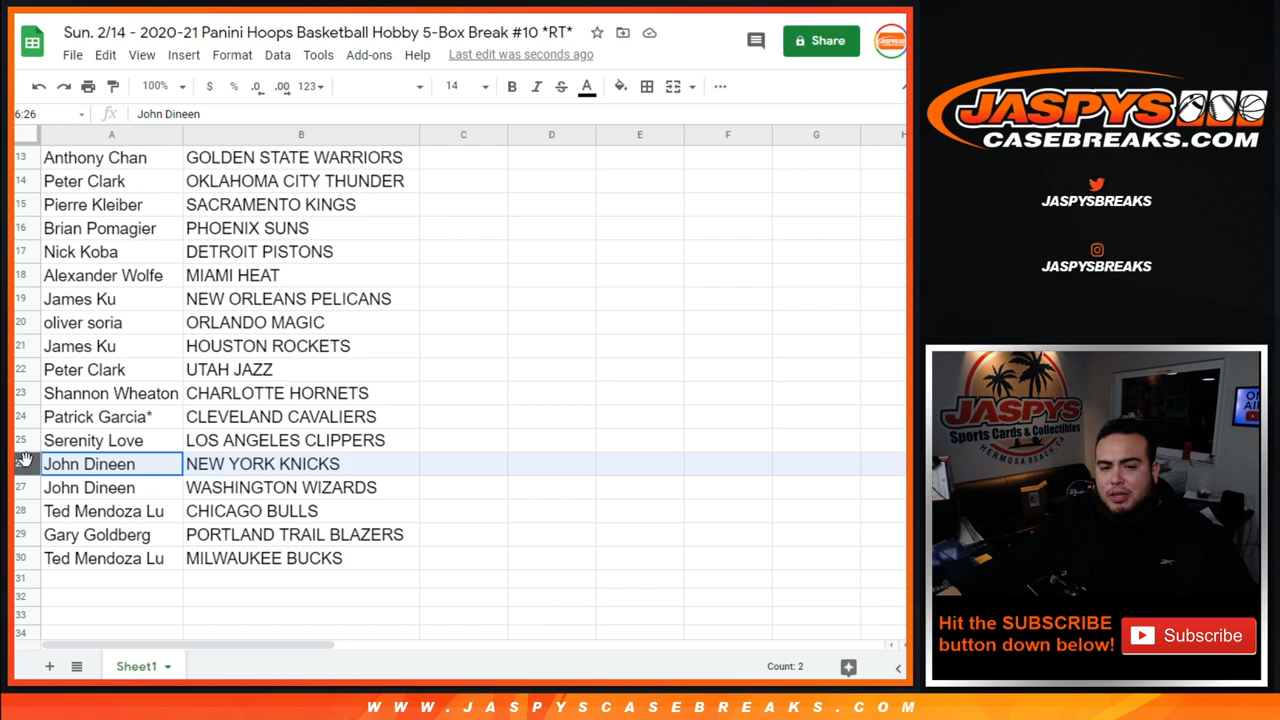 Sun. 2/14 - 2020-21 Panini Hoops Basketball Hobby 5-Box Break #10 *RT*
Share
File Edit View Insert Format Data Tools Add-ons Help Last edit was seconds ago
100% $ % .0 .00 123 14 B I S A
6:26 fx John Dineen
A B C D E F G H
13 Anthony Chan GOLDEN STATE WARRIORS
14 Peter Clark OKLAHOMA CITY THUNDER
15 Pierre Kleiber SACRAMENTO KINGS
16 Brian Pomagier PHOENIX SUNS
17 Nick Koba DETROIT PISTONS
18 Alexander Wolfe MIAMI HEAT
19 James Ku NEW ORLEANS PELICANS
20 oliver soria ORLANDO MAGIC
21 James Ku HOUSTON ROCKETS
22 Peter Clark UTAH JAZZ
23 Shannon Wheaton CHARLOTTE HORNETS
24 Patrick Garcia* CLEVELAND CAVALIERS
25 Serenity Love LOS ANGELES CLIPPERS
John Dineen NEW YORK KNICKS
27 John Dineen WASHINGTON WIZARDS
28 Ted Mendoza Lu CHICAGO BULLS
29 Gary Goldberg PORTLAND TRAIL BLAZERS
30 Ted Mendoza Lu MILWAUKEE BUCKS
31
32
33
34
Sheet1
Count: 2
JASPYS
CASEBREAKS.COM
JASPYSBREAKS
JASPYSBREAKS
JASPYS
Sports Cards & Collectibles
HERMOSA BEACH,
Hit the SUBSCRIBE
button down below!
Subscribe
WWW.JASPYSCASEBREAKS.COM